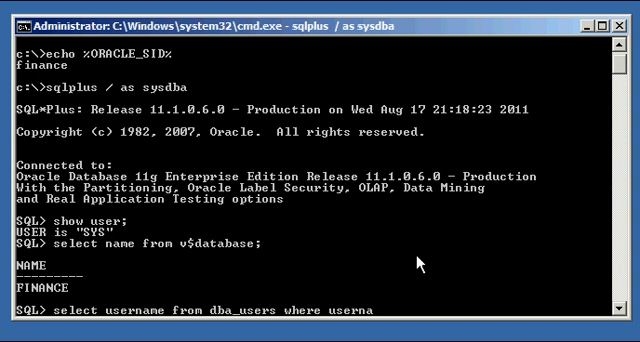 Administrator: C:\Windows\system32\cmd.exe - sqlplus / as sysdba
c:\>echo %ORACLE_SID%
finance
c:\>sqlplus / as sysdba
SQL*Plus: Release 11.1.0.6.0 - Production on Wed Aug 17 21:18:23 2011
Copyright (c) 1982, 2007, Oracle.  All rights reserved.
Connected to:
Oracle Database 11g Enterprise Edition Release 11.1.0.6.0 - Production
With the Partitioning, Oracle Label Security, OLAP, Data Mining
and Real Application Testing options
SQL> show user;
USER is "SYS"
SQL> select name from v$database;
NAME
---------
FINANCE
SQL> select username from dba_users where userna